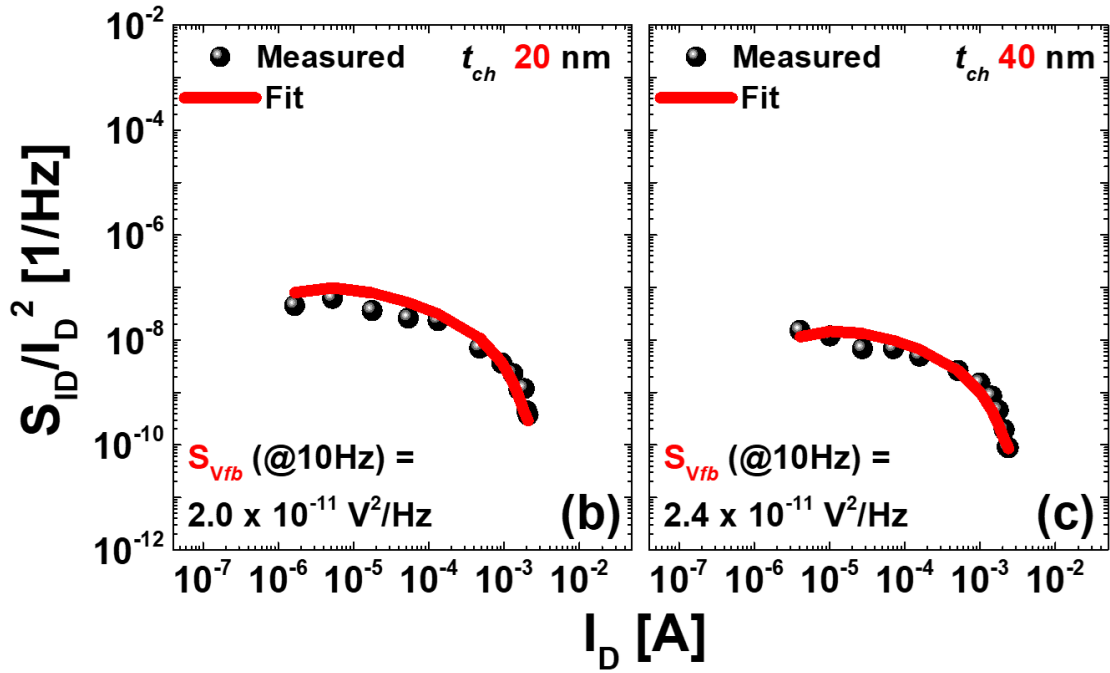 S_ID/I_D^2 [1/Hz]
10^-2
10^-4
10^-6
10^-8
10^-10
10^-12
Measured
t_ch 20 nm
Fit
S_Vfb (@10Hz) =
2.0 x 10^-11 V^2/Hz
(b)
Measured
t_ch 40 nm
Fit
S_Vfb (@10Hz) =
2.4 x 10^-11 V^2/Hz
(c)
10^-7 10^-6 10^-5 10^-4 10^-3 10^-2
10^-7 10^-6 10^-5 10^-4 10^-3 10^-2
I_D [A]